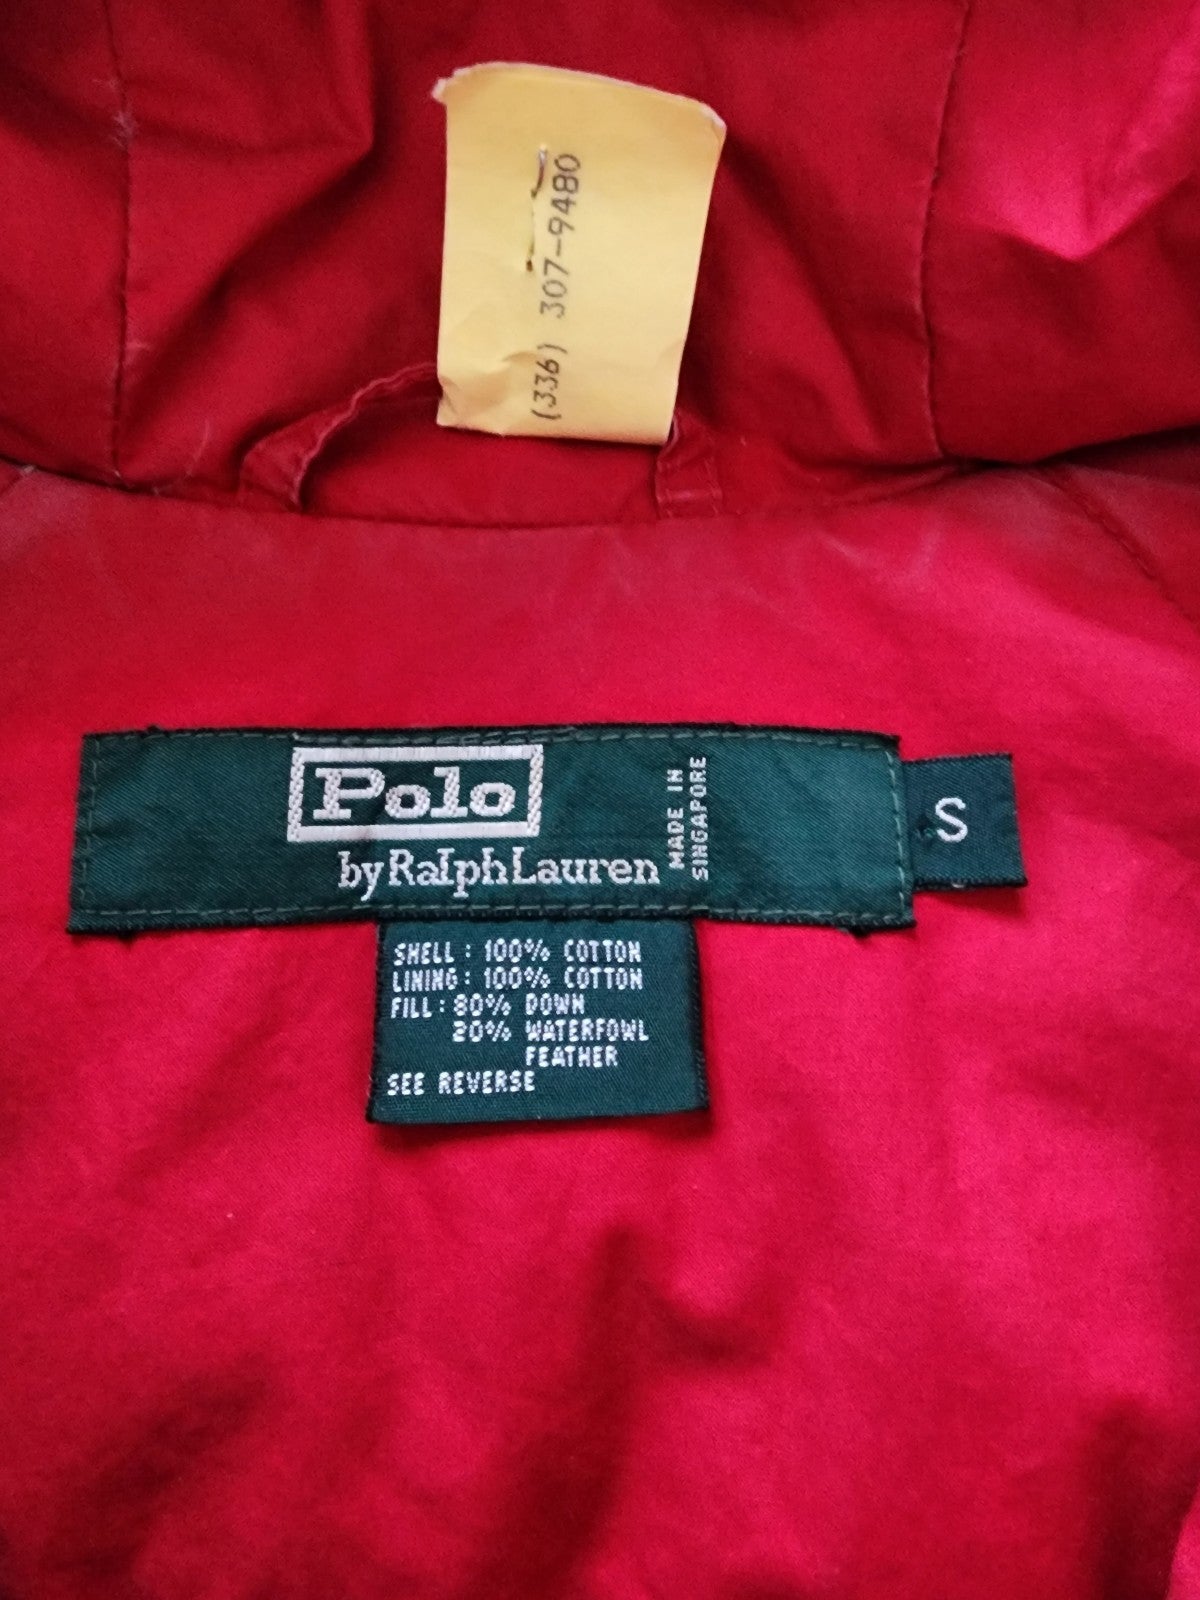 (336) 307-9480
Polo
by Ralph Lauren
MADE IN
SINGAPORE
S
SHELL: 100% COTTON
LINING: 100% COTTON
FILL: 80% DOWN
20% WATERFOWL
FEATHER
SEE REVERSE